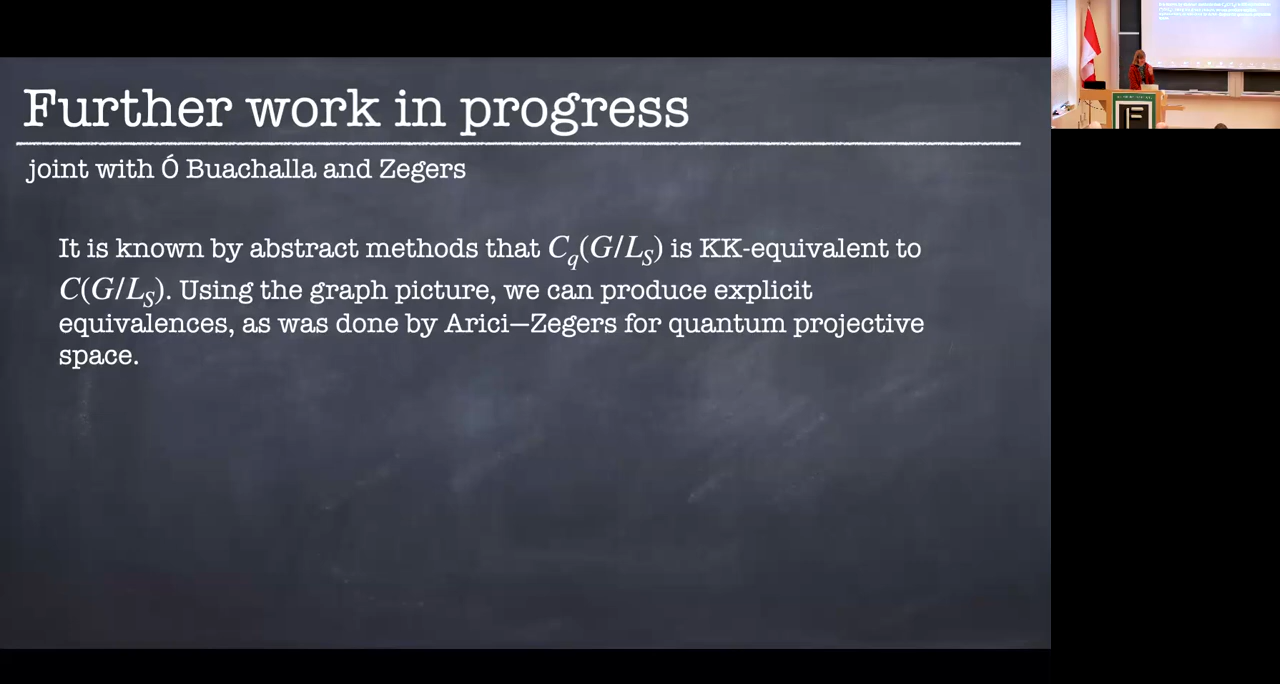 Further work in progress
joint with Ó Buachalla and Zegers
It is known by abstract methods that C_q(G/L_S) is KK-equivalent to
C(G/L_S). Using the graph picture, we can produce explicit
equivalences, as was done by Arici—Zegers for quantum projective
space.